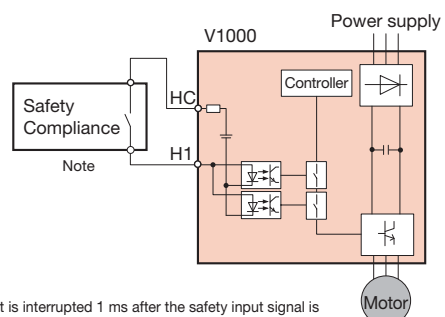 Power supply
V1000
Controller
HC
Safety
Compliance
H1
Note
Motor
t is interrupted 1 ms after the safety input signal is